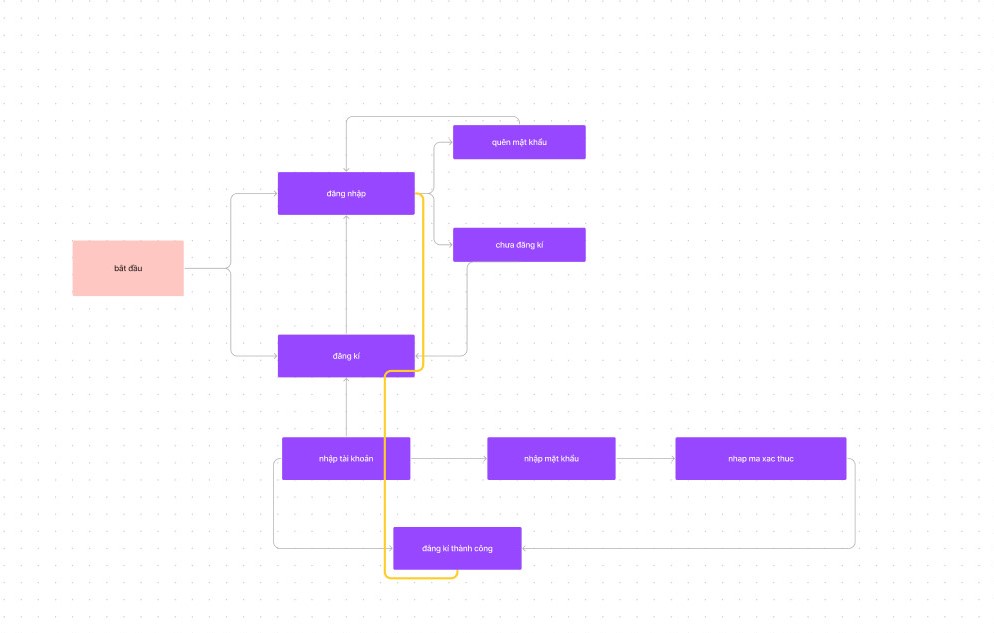 quên mật khẩu
đăng nhập
chưa đăng kí
bắt đầu
đăng kí
nhập tài khoản
nhập mật khẩu
nhap ma xac thuc
đăng kí thành công